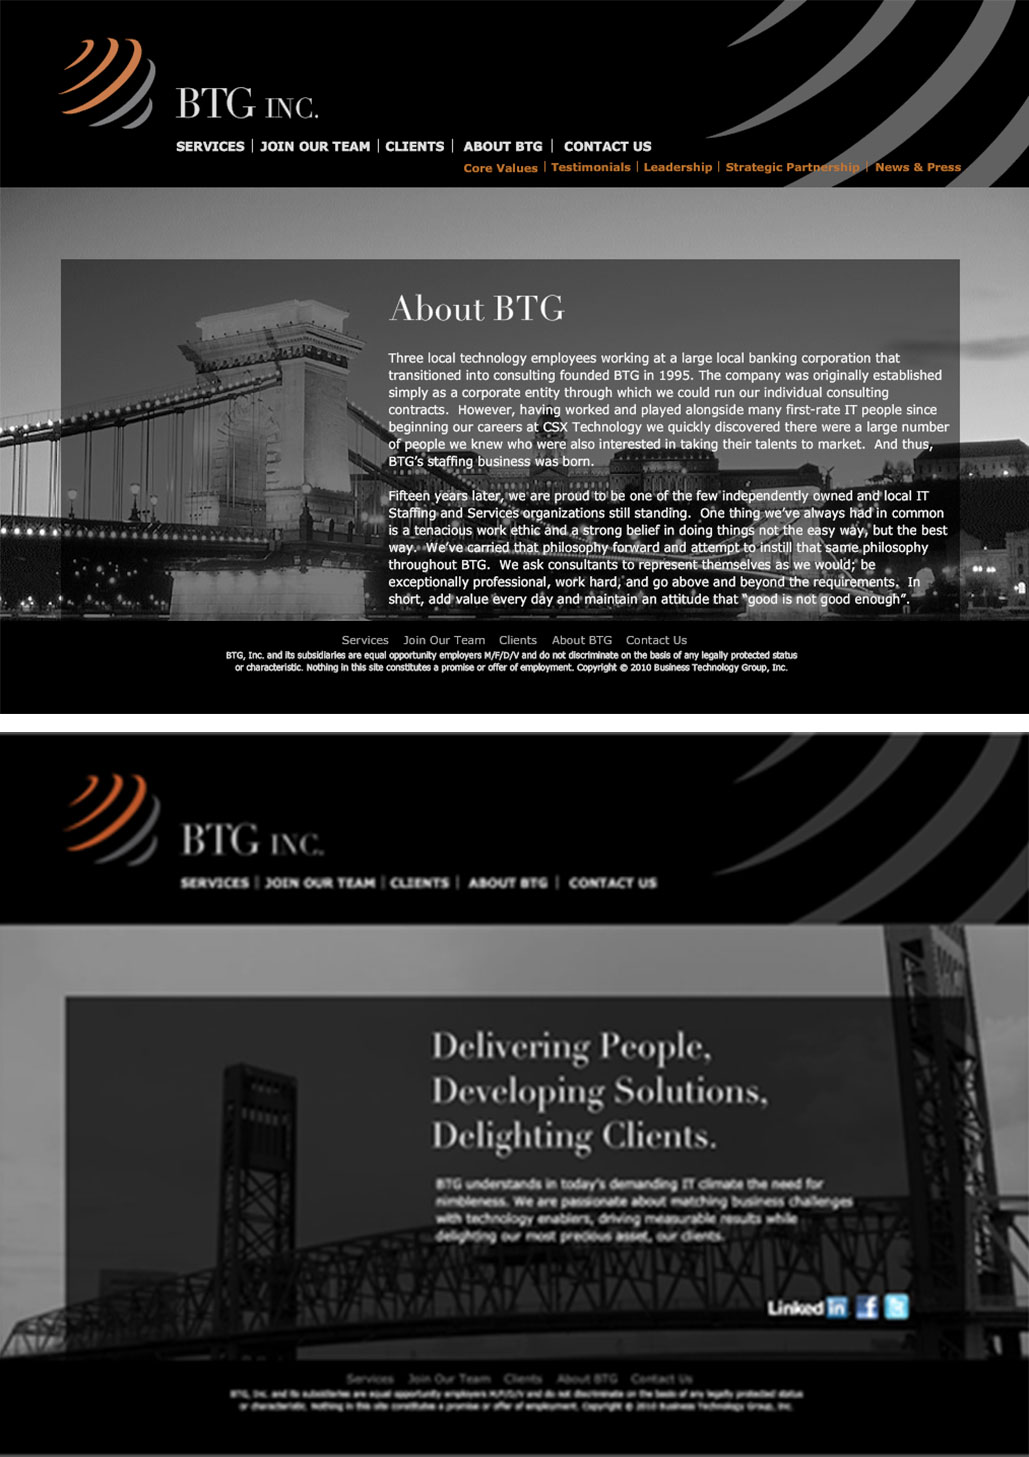 BTG INC.
SERVICES | JOIN OUR TEAM | CLIENTS | ABOUT BTG | CONTACT US
Core Values | Testimonials | Leadership | Strategic Partnership | News & Press
About BTG
Three local technology employees working at a large local banking corporation that
transitioned into consulting founded BTG in 1995. The company was originally established
simply as a corporate entity through which we could run our individual consulting
contracts. However, having worked and played alongside many first-rate IT people since
beginning our careers at CSX Technology we quickly discovered there were a large number
of people we knew who were also interested in taking their talents to market. And thus,
BTG’s staffing business was born.
Fifteen years later, we are proud to be one of the few independently owned and local IT
Staffing and Services organizations still standing. One thing we’ve always had in common
is a tenacious work ethic and a strong belief in doing things not the easy way, but the best
way. We’ve carried that philosophy forward and attempt to instill that same philosophy
throughout BTG. We ask consultants to represent themselves as we would; be
exceptionally professional, work hard, and go above and beyond the requirements. In
short, add value every day and maintain an attitude that “good is not good enough”.
Services Join Our Team Clients About BTG Contact Us
BTG, Inc. and its subsidiaries are equal opportunity employers M/F/D/V and do not discriminate on the basis of any legally protected status
or characteristic. Nothing in this site constitutes a promise or offer of employment. Copyright © 2010 Business Technology Group, Inc.
BTG INC.
SERVICES | JOIN OUR TEAM | CLIENTS | ABOUT BTG | CONTACT US
Delivering People,
Developing Solutions,
Delighting Clients.
BTG understands in today’s demanding IT climate the need for
nimbleness. We are passionate about matching business challenges
with technology enablers, driving measurable results while
delighting our most precious asset, our clients.
Linked in f t
Services Join Our Team Clients About BTG Contact Us
BTG, Inc. and its subsidiaries are equal opportunity employers M/F/D/V and do not discriminate on the basis of any legally protected status
or characteristic. Nothing in this site constitutes a promise or offer of employment. Copyright © 2010 Business Technology Group, Inc.